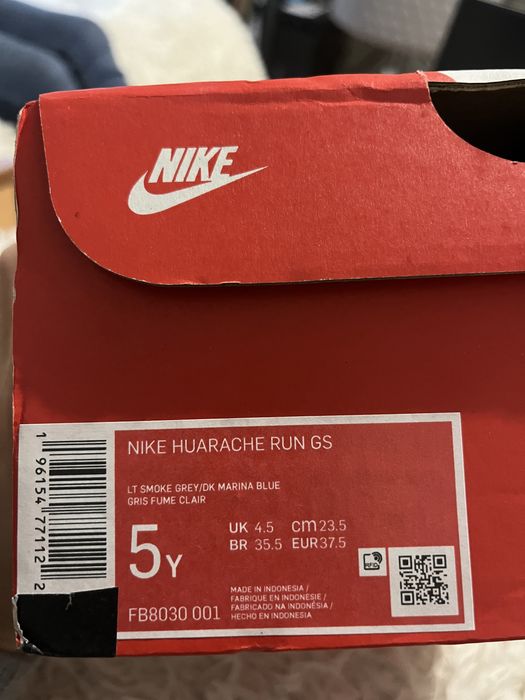 NIKE
NIKE HUARACHE RUN GS
LT SMOKE GREY/DK MARINA BLUE
GRIS FUME CLAIR
5Y
UK 4.5 cm 23.5
BR 35.5 EUR 37.5
RFID
MADE IN INDONESIA /
FABRIQUE EN INDONESIE /
FABRICADO NA INDONÉSIA /
HECHO EN INDONESIA
FB8030 001
1 96154 77112 2